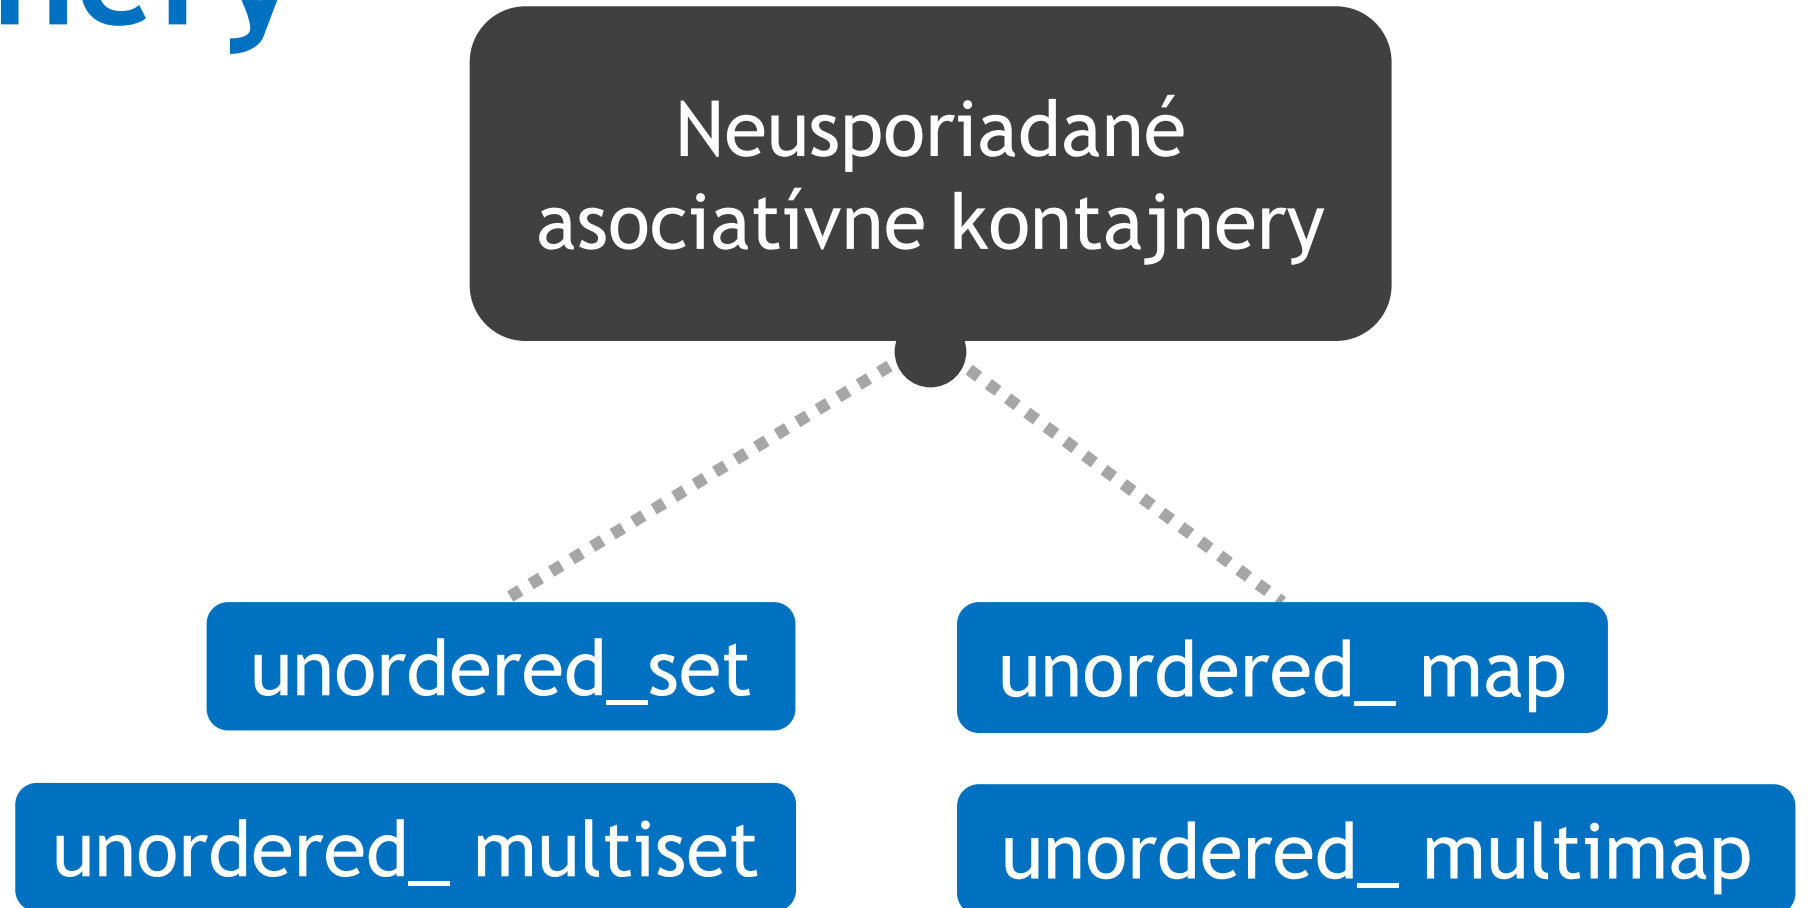 Neusporiadané
asociatívne kontajnery
unordered_set
unordered_ map
unordered_ multiset
unordered_ multimap